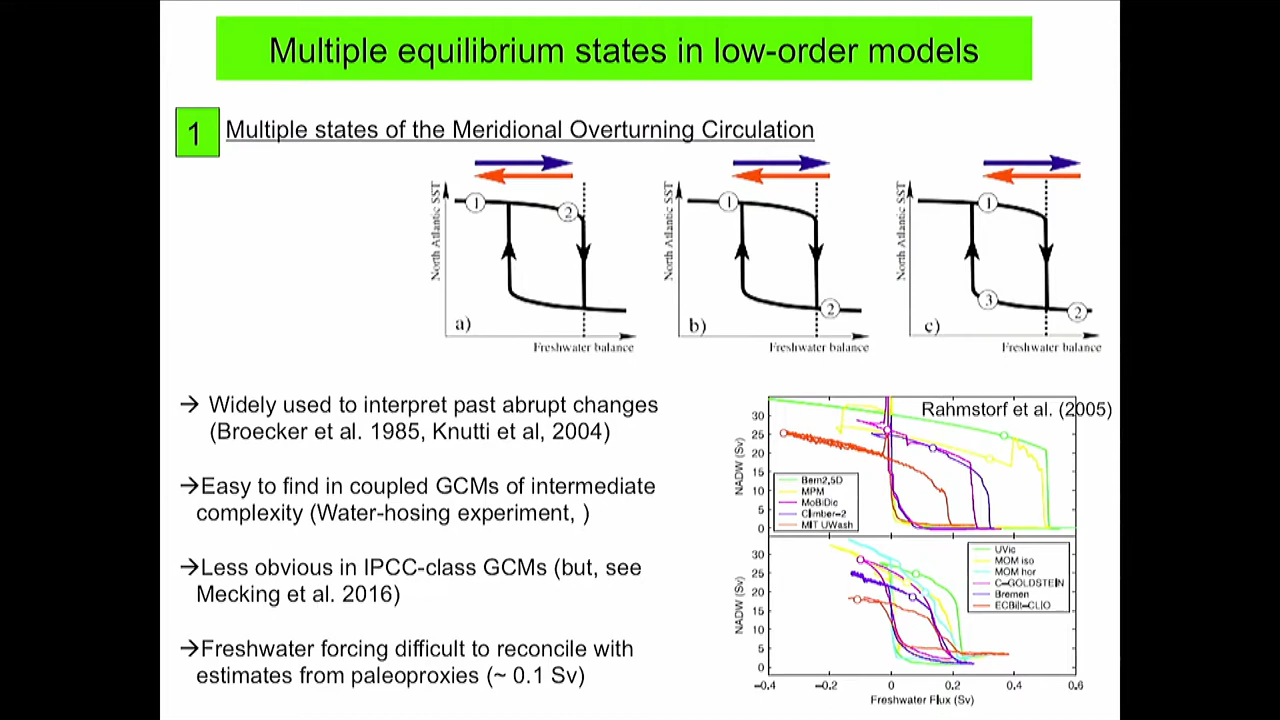 Multiple equilibrium states in low-order models
1
Multiple states of the Meridional Overturning Circulation
North Atlantic SST
1
2
a)
Freshwater balance
North Atlantic SST
1
2
b)
Freshwater balance
North Atlantic SST
1
3
2
c)
Freshwater balance
→ Widely used to interpret past abrupt changes
(Broecker et al. 1985, Knutti et al, 2004)
→Easy to find in coupled GCMs of intermediate
complexity (Water-hosing experiment, )
→Less obvious in IPCC-class GCMs (but, see
Mecking et al. 2016)
→Freshwater forcing difficult to reconcile with
estimates from paleoproxies (~ 0.1 Sv)
Rahmstorf et al. (2005)
NADW (Sv)
30
25
20
15
10
5
0
Bern2,5D
MPM
MoBiDic
Climber-2
MIT UWash
NADW (Sv)
30
25
20
15
10
5
0
UVic
MOM iso
MOM hor
C-GOLDSTEIN
Bremen
ECBilt-CLIO
-0.4 -0.2 0 0.2 0.4 0.6
Freshwater Flux (Sv)